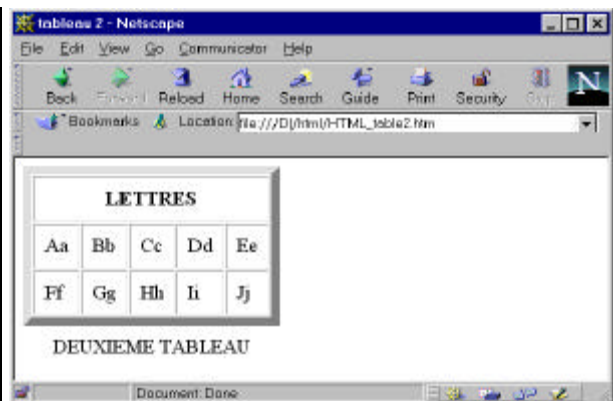 tableau 2 - Netscape
File Edit View Go Communicator Help
Back Forward Reload Home Search Guide Print Security Stop
N
Bookmarks Location: file:///D|/html/HTML_table2.htm
LETTRES
Aa Bb Cc Dd Ee
Ff Gg Hh Ii Jj
DEUXIEME TABLEAU
Document: Done